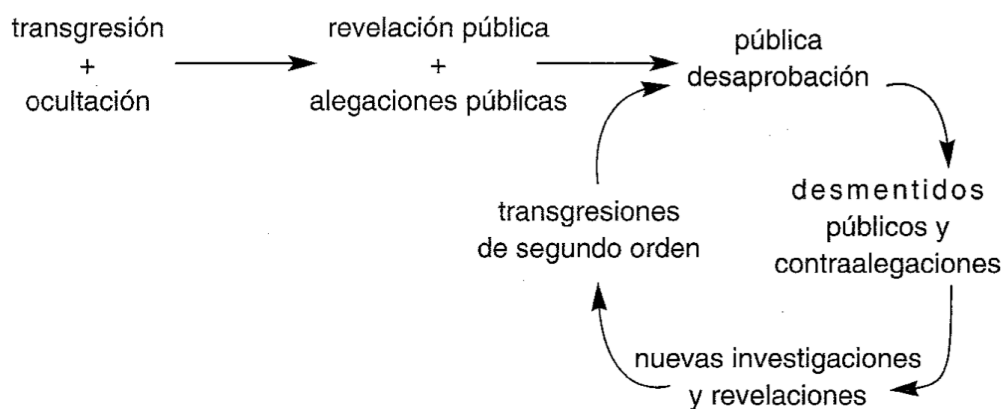 transgresión
+
ocultación
revelación pública
+
alegaciones públicas
pública
desaprobación
desmentidos
públicos y
contraalegaciones
nuevas investigaciones
y revelaciones
transgresiones
de segundo orden